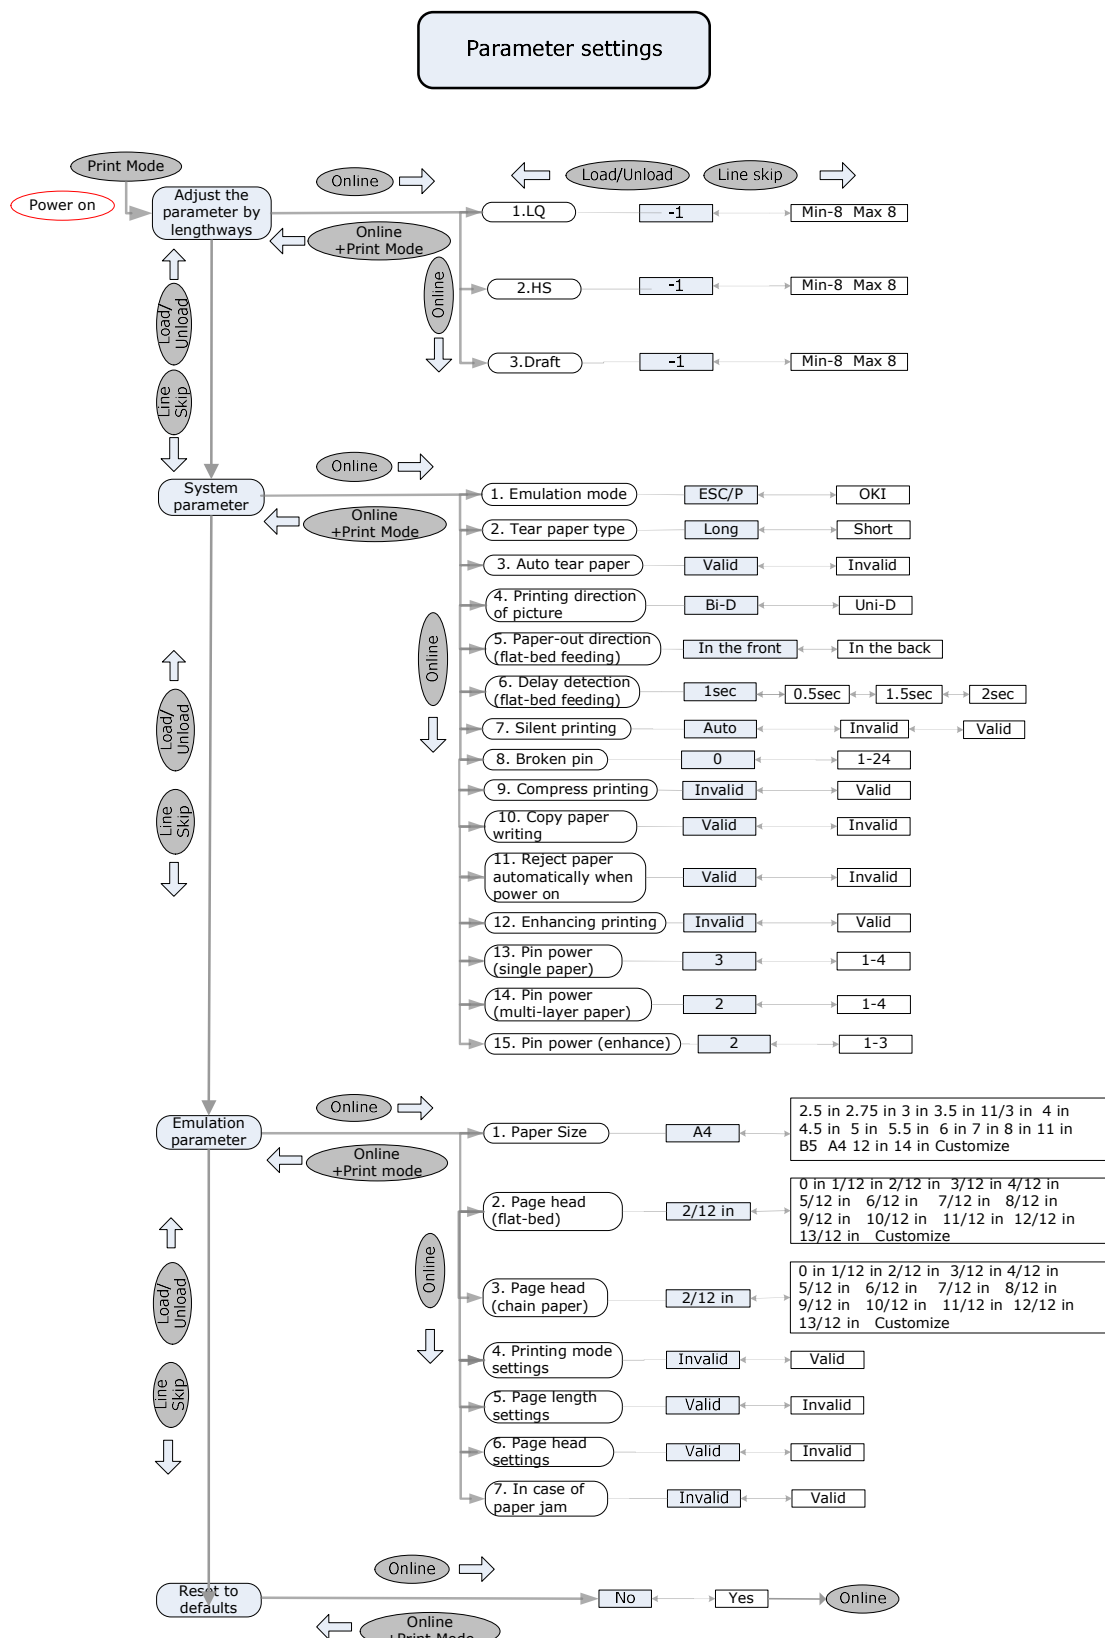 Parameter settings
Print Mode
Power on
Adjust the
parameter by
lengthways
Online
Load/Unload
Line skip
Online
+Print Mode
Online
1.LQ
-1
Min-8 Max 8
2.HS
-1
Min-8 Max 8
3.Draft
-1
Min-8 Max 8
Load/
Unload
Line
Skip
System
parameter
Online
Online
+Print Mode
Online
1. Emulation mode
ESC/P
OKI
2. Tear paper type
Long
Short
3. Auto tear paper
Valid
Invalid
4. Printing direction
of picture
Bi-D
Uni-D
5. Paper-out direction
(flat-bed feeding)
In the front
In the back
6. Delay detection
(flat-bed feeding)
1sec
0.5sec
1.5sec
2sec
7. Silent printing
Auto
Invalid
Valid
8. Broken pin
0
1-24
9. Compress printing
Invalid
Valid
10. Copy paper
writing
Valid
Invalid
11. Reject paper
automatically when
power on
Valid
Invalid
12. Enhancing printing
Invalid
Valid
13. Pin power
(single paper)
3
1-4
14. Pin power
(multi-layer paper)
2
1-4
15. Pin power (enhance)
2
1-3
Load/
Unload
Line
Skip
Emulation
parameter
Online
Online
+Print mode
Online
1. Paper Size
A4
2.5 in 2.75 in 3 in 3.5 in 11/3 in 4 in
4.5 in 5 in 5.5 in 6 in 7 in 8 in 11 in
B5 A4 12 in 14 in Customize
2. Page head
(flat-bed)
2/12 in
0 in 1/12 in 2/12 in 3/12 in 4/12 in
5/12 in 6/12 in 7/12 in 8/12 in
9/12 in 10/12 in 11/12 in 12/12 in
13/12 in Customize
3. Page head
(chain paper)
2/12 in
0 in 1/12 in 2/12 in 3/12 in 4/12 in
5/12 in 6/12 in 7/12 in 8/12 in
9/12 in 10/12 in 11/12 in 12/12 in
13/12 in Customize
4. Printing mode
settings
Invalid
Valid
5. Page length
settings
Valid
Invalid
6. Page head
settings
Valid
Invalid
7. In case of
paper jam
Invalid
Valid
Load/
Unload
Line
Skip
Reset to
defaults
Online
No
Yes
Online
Online
+Print Mode